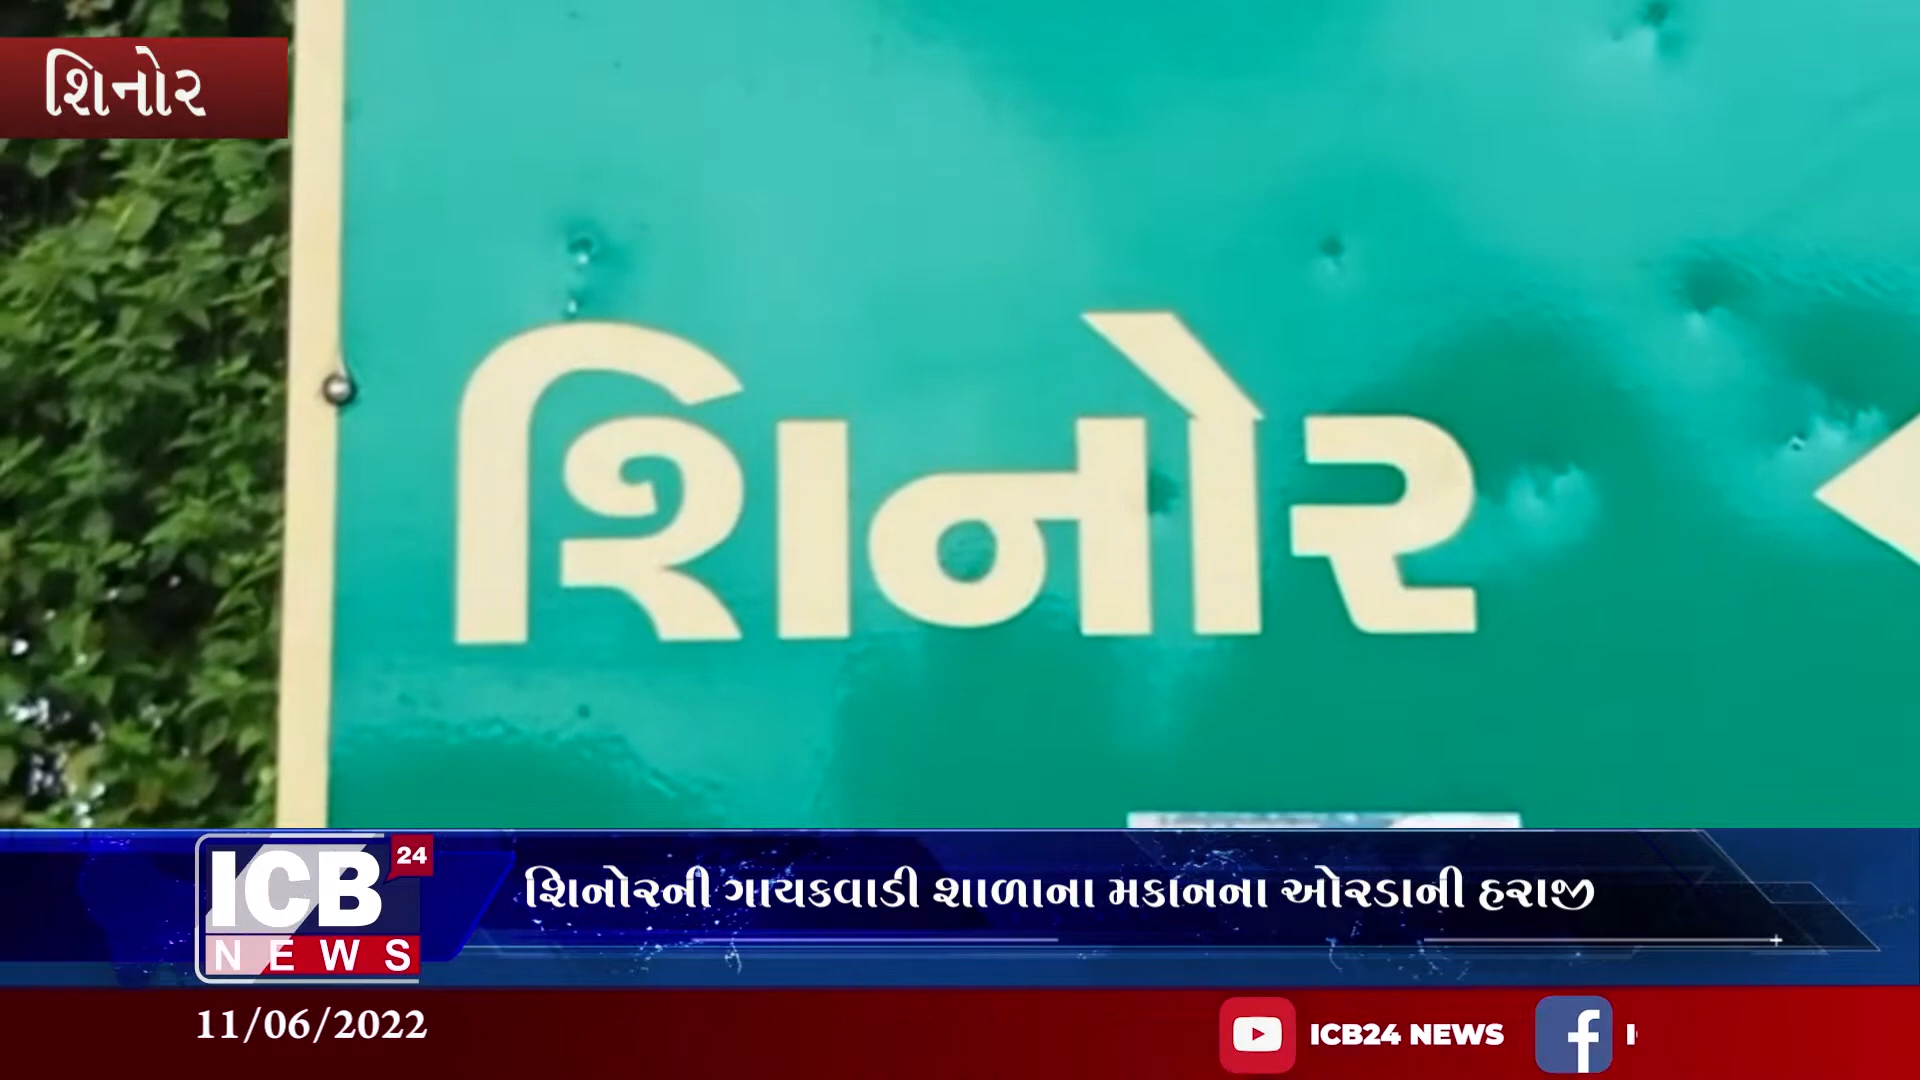 શિનોર
શિનોર
ICB 24
NEWS
શિનોરની ગાયકવાડી શાળાના મકાનના ઓરડાની હરાજી
11/06/2022
ICB24 NEWS